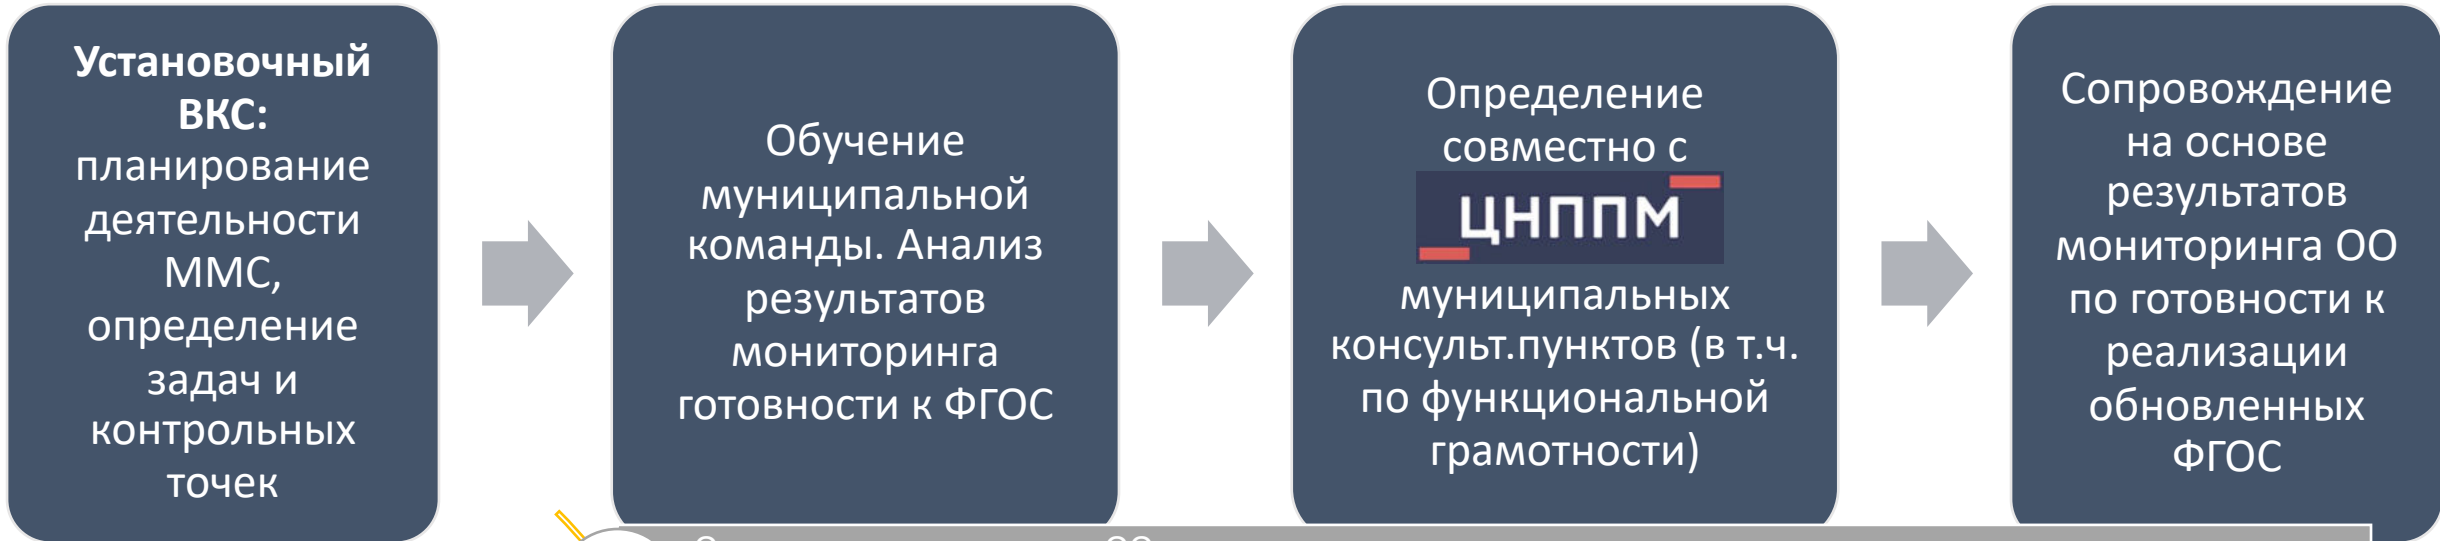 Установочный
ВКС:
планирование
деятельности
ММС,
определение
задач и
контрольных
точек
Обучение
муниципальной
команды. Анализ
результатов
мониторинга
готовности к ФГОС
Определение
совместно с
ЦНППМ
муниципальных
консульт.пунктов (в т.ч.
по функциональной
грамотности)
Сопровождение
на основе
результатов
мониторинга ОО
по готовности к
реализации
обновленных
ФГОС